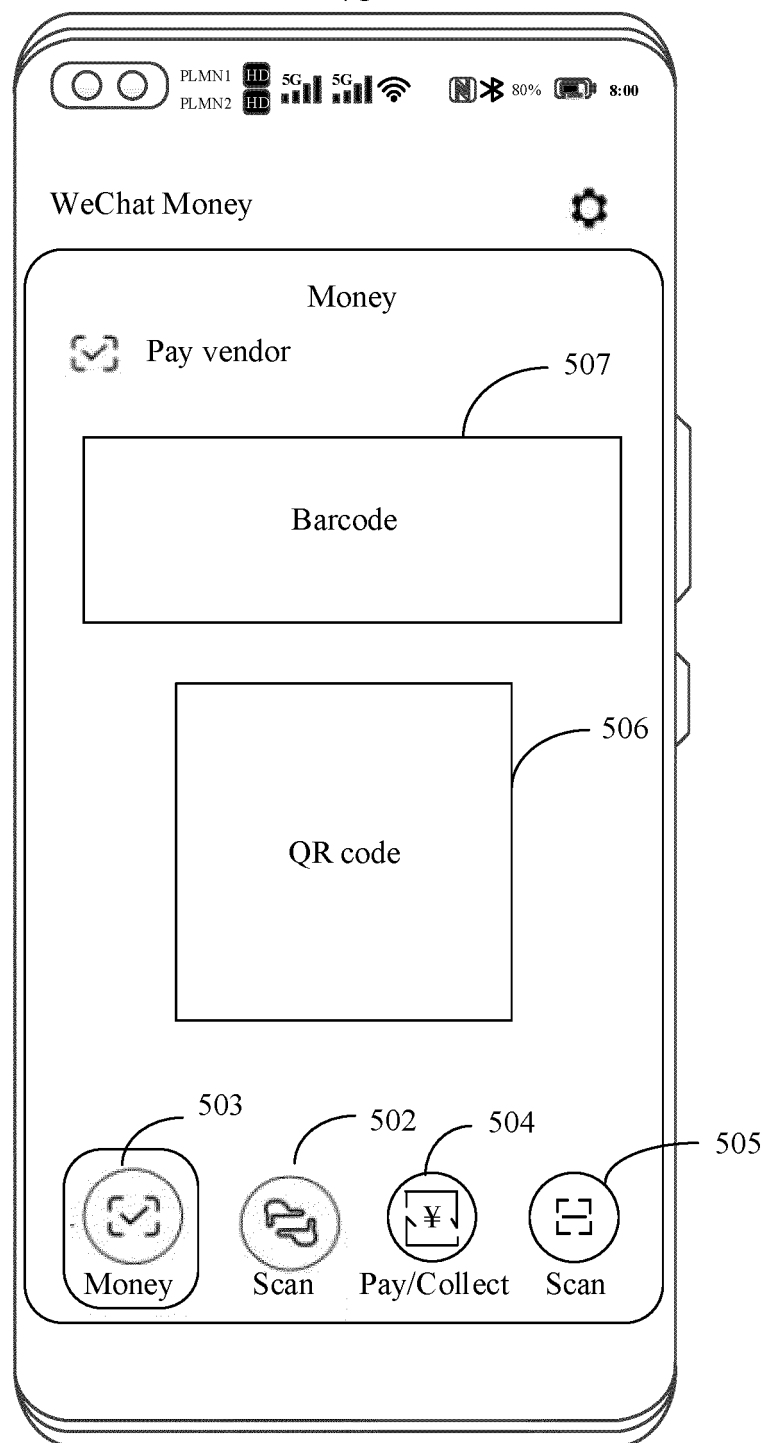 PLMN1 HD 5G 5G N 80% 8:00
PLMN2 HD
WeChat Money
Money
Pay vendor
507
Barcode
506
QR code
503
502
504
505
¥
Money Scan Pay/Collect Scan